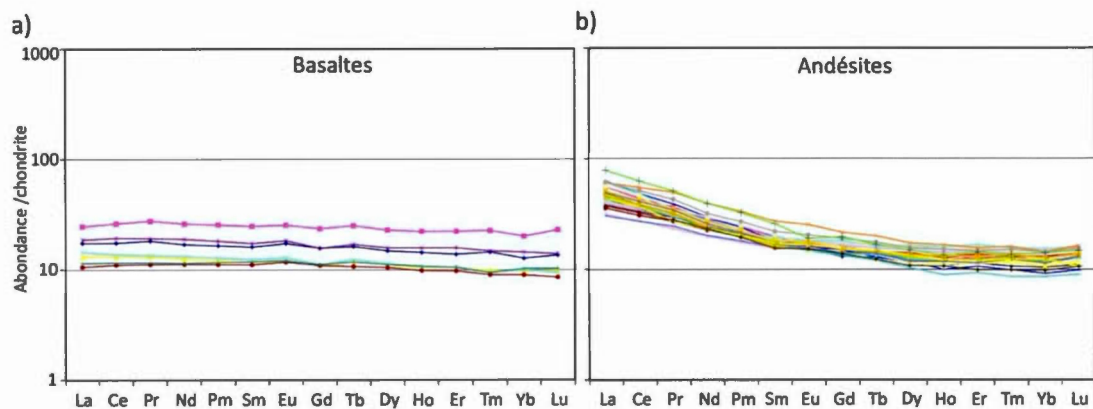 a)
b)
Basaltes
Andésites
Abondance /chondrite
1000
100
10
1
La Ce Pr Nd Pm Sm Eu Gd Tb Dy Ho Er Tm Yb Lu
La Ce Pr Nd Pm Sm Eu Gd Tb Dy Ho Er Tm Yb Lu